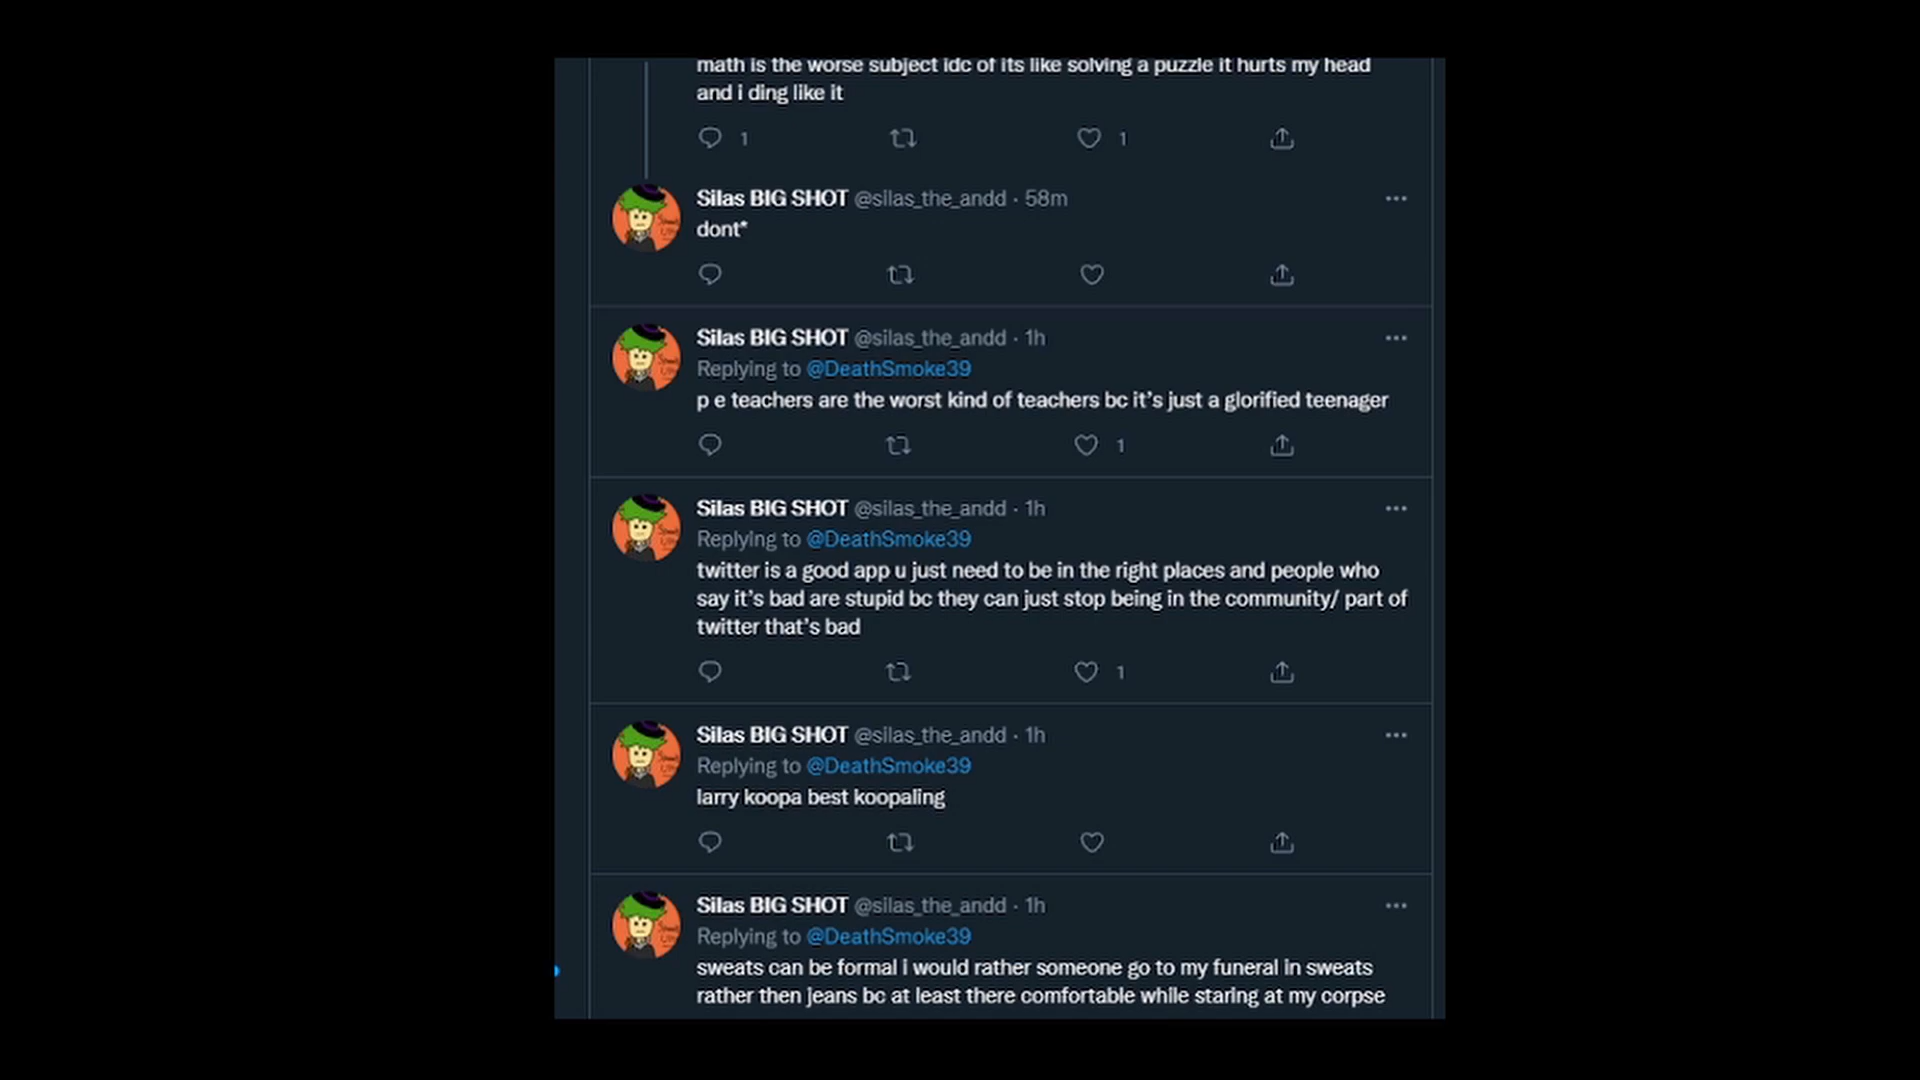 math is the worse subject idc of its like solving a puzzle it hurts my head
and i ding like it
1 1
Silas BIG SHOT @silas_the_andd · 58m
dont*
Silas BIG SHOT @silas_the_andd · 1h
Replying to @DeathSmoke39
p e teachers are the worst kind of teachers bc it's just a glorified teenager
1
Silas BIG SHOT @silas_the_andd · 1h
Replying to @DeathSmoke39
twitter is a good app u just need to be in the right places and people who
say it's bad are stupid bc they can just stop being in the community/ part of
twitter that's bad
1
Silas BIG SHOT @silas_the_andd · 1h
Replying to @DeathSmoke39
larry koopa best koopaling
Silas BIG SHOT @silas_the_andd · 1h
Replying to @DeathSmoke39
sweats can be formal i would rather someone go to my funeral in sweats
rather then jeans bc at least there comfortable while staring at my corpse